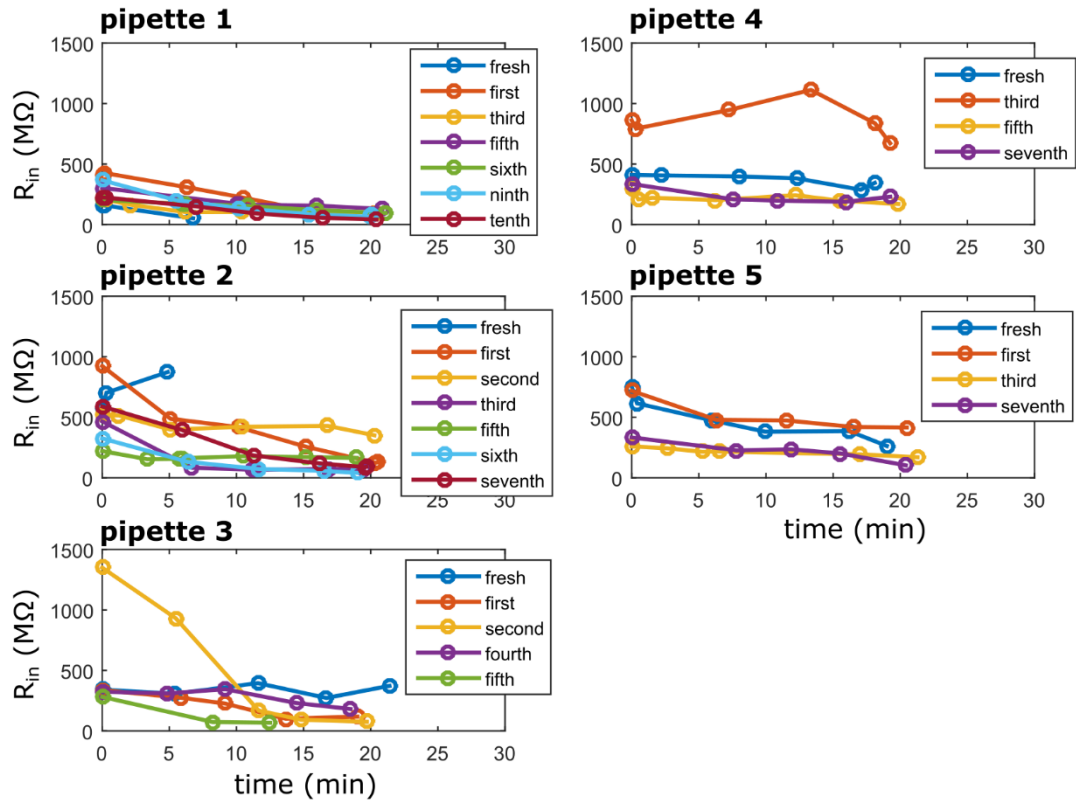 pipette 1
1500
1000
500
0
R_in (MΩ)
0 5 10 15 20 25 30
fresh
first
third
fifth
sixth
ninth
tenth
pipette 2
1500
1000
500
0
R_in (MΩ)
0 5 10 15 20 25 30
fresh
first
second
third
fifth
sixth
seventh
pipette 3
1500
1000
500
0
R_in (MΩ)
0 5 10 15 20 25 30
time (min)
fresh
first
second
fourth
fifth
pipette 4
1500
1000
500
0
0 5 10 15 20 25 30
fresh
third
fifth
seventh
pipette 5
1500
1000
500
0
0 5 10 15 20 25 30
time (min)
fresh
first
third
seventh